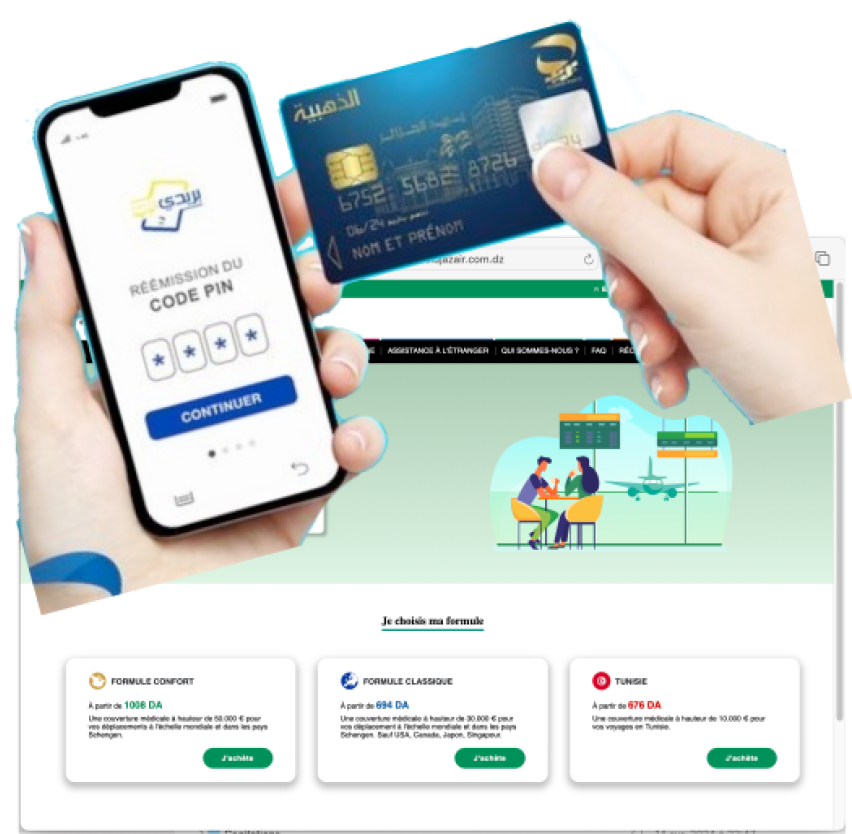 الذهبية
بريد الجزائر
6752 5682 8726
06/24
NOM ET PRÉNOM
بريدي
RÉÉMISSION DU
CODE PIN
* * * *
CONTINUER
jazair.com.dz
ASSISTANCE À L'ÉTRANGER | QUI SOMMES-NOUS ? | FAQ
Je choisis ma formule
FORMULE CONFORT
À partir de 1008 DA
Une couverture médicale à hauteur de 50.000 € pour
vos déplacements à l'échelle mondiale et dans les pays
Schengen.
J'achète
FORMULE CLASSIQUE
À partir de 694 DA
Une couverture médicale à hauteur de 30.000 € pour
vos déplacement à l'échelle mondiale et dans les pays
Schengen. Sauf USA, Canada, Japon, Singapour.
J'achète
TUNISIE
À partir de 676 DA
Une couverture médicale à hauteur de 10.000 € pour
vos voyages en Tunisie.
J'achète